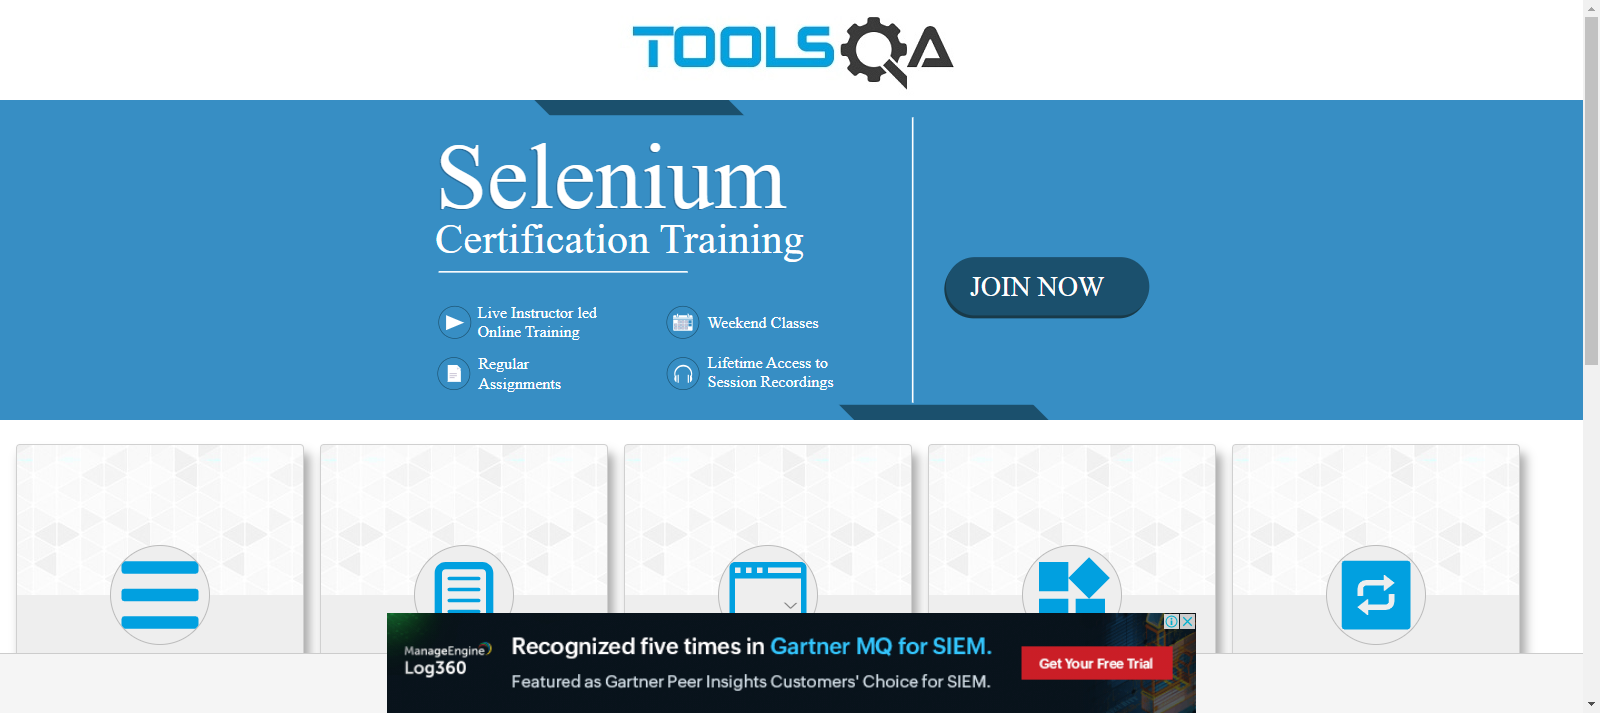 TOOLSQA
Selenium
Certification Training
JOIN NOW
Live Instructor led
Online Training
Weekend Classes
Regular
Assignments
Lifetime Access to
Session Recordings
ManageEngine
Log360
Recognized five times in Gartner MQ for SIEM.
Featured as Gartner Peer Insights Customers' Choice for SIEM.
Get Your Free Trial